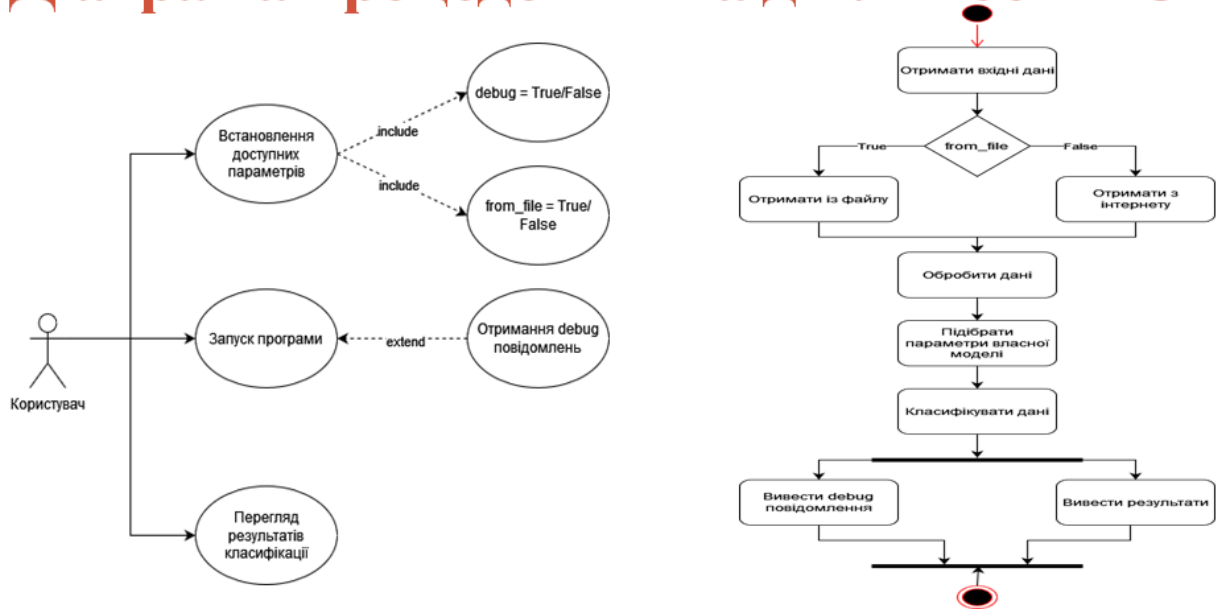 debug = True/False
include
Встановлення
доступних
параметрів
include
from_file = True/
False
Запуск програми
extend
Отримання debug
повідомлень
Користувач
Перегляд
результатів
класифікації
Отримати вхідні дані
True
from_file
False
Отримати із файлу
Отримати з
інтернету
Обробити дані
Підібрати
параметри власної
моделі
Класифікувати дані
Вивести debug
повідомлення
Вивести результати